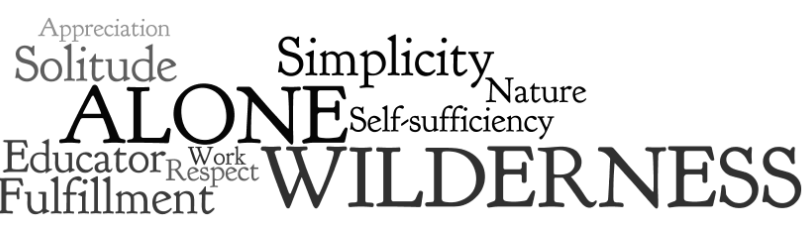 Appreciation
Solitude
Simplicity
Nature
ALONE
Self-sufficiency
Educator
Work
Respect
WILDERNESS
Fulfillment